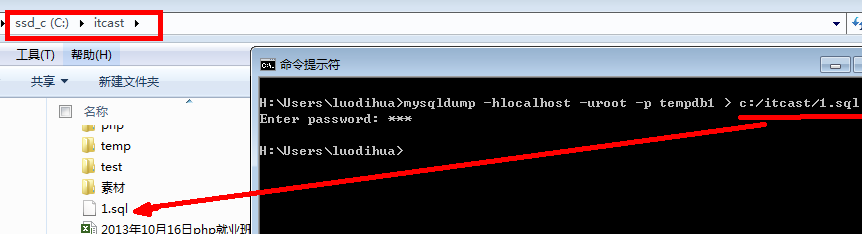 ssd_c (C:) itcast
工具(T) 帮助(H)
共享 新建文件夹
名称
php
temp
test
素材
1.sql
2013年10月16日php就业班
命令提示符
H:\Users\luodihua>mysqldump -hlocalhost -uroot -p tempdb1 > c:/itcast/1.sql
Enter password: ***
H:\Users\luodihua>